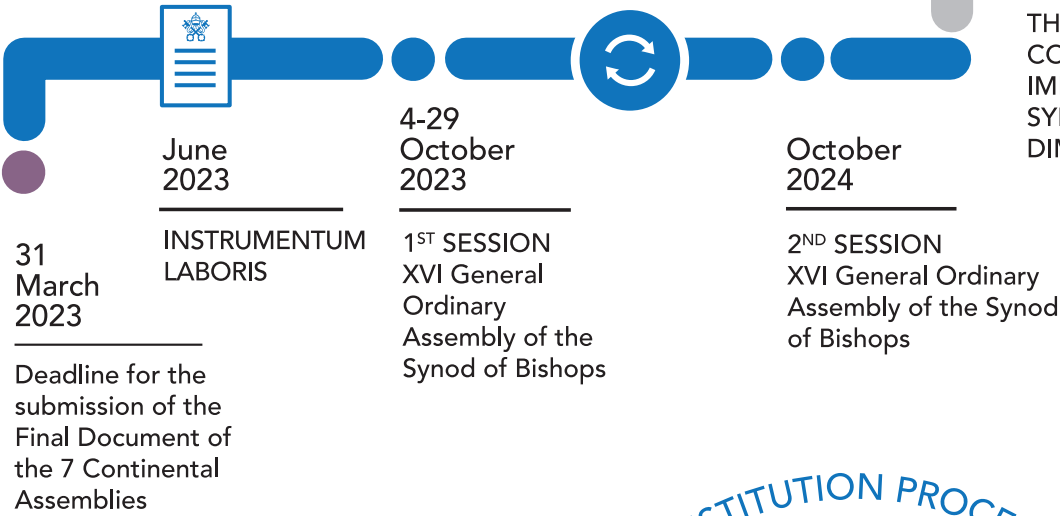 31
March
2023
Deadline for the
submission of the
Final Document of
the 7 Continental
Assemblies
June
2023
INSTRUMENTUM
LABORIS
4-29
October
2023
1ST SESSION
XVI General
Ordinary
Assembly of the
Synod of Bishops
October
2024
2ND SESSION
XVI General Ordinary
Assembly of the Synod
of Bishops